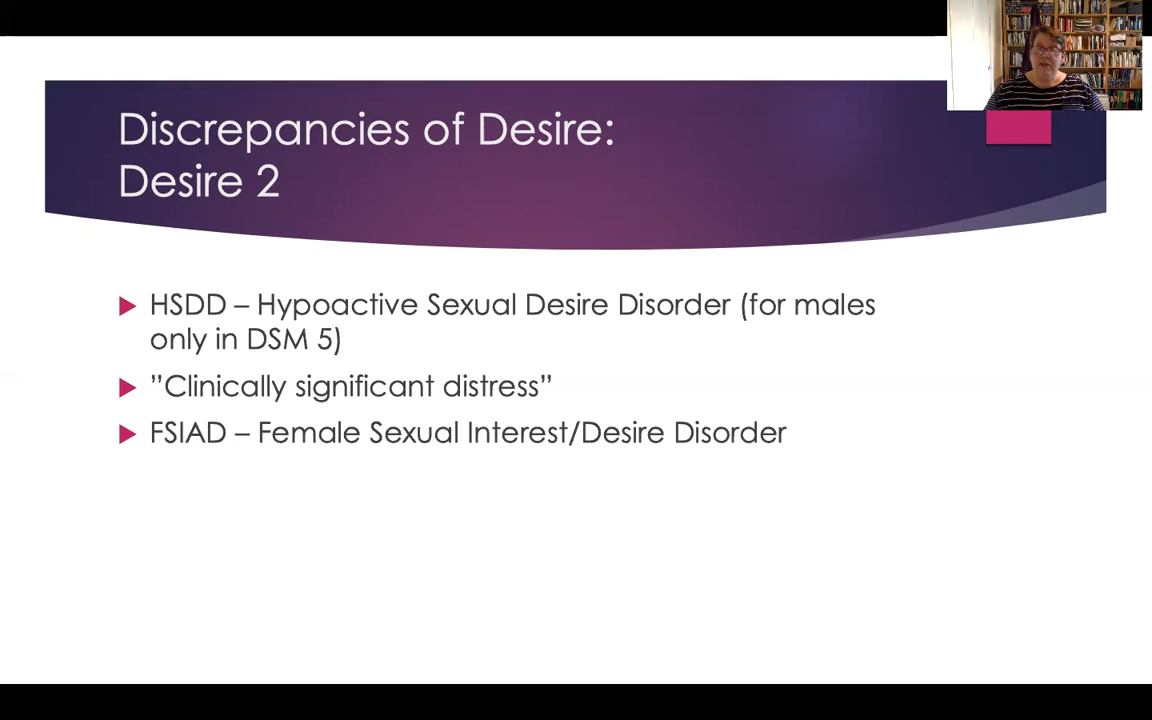 Discrepancies of Desire:
Desire 2
HSDD – Hypoactive Sexual Desire Disorder (for males
only in DSM 5)
”Clinically significant distress”
FSIAD – Female Sexual Interest/Desire Disorder